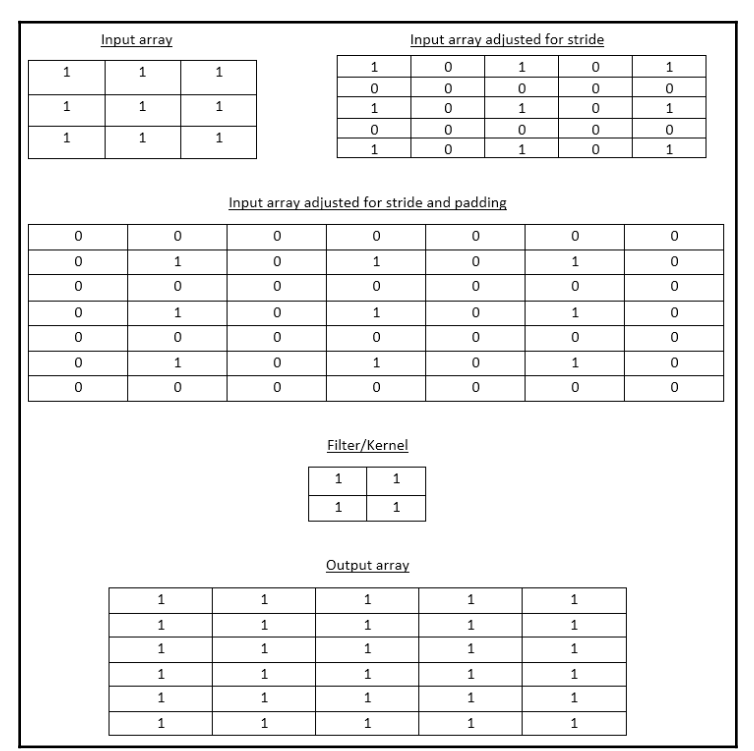 Input array
Input array adjusted for stride
1 1 1
1 1 1
1 1 1
1 0 1 0 1
0 0 0 0 0
1 0 1 0 1
0 0 0 0 0
1 0 1 0 1
Input array adjusted for stride and padding
0 0 0 0 0 0 0
0 1 0 1 0 1 0
0 0 0 0 0 0 0
0 1 0 1 0 1 0
0 0 0 0 0 0 0
0 1 0 1 0 1 0
0 0 0 0 0 0 0
Filter/Kernel
1 1
1 1
Output array
1 1 1 1 1
1 1 1 1 1
1 1 1 1 1
1 1 1 1 1
1 1 1 1 1
1 1 1 1 1